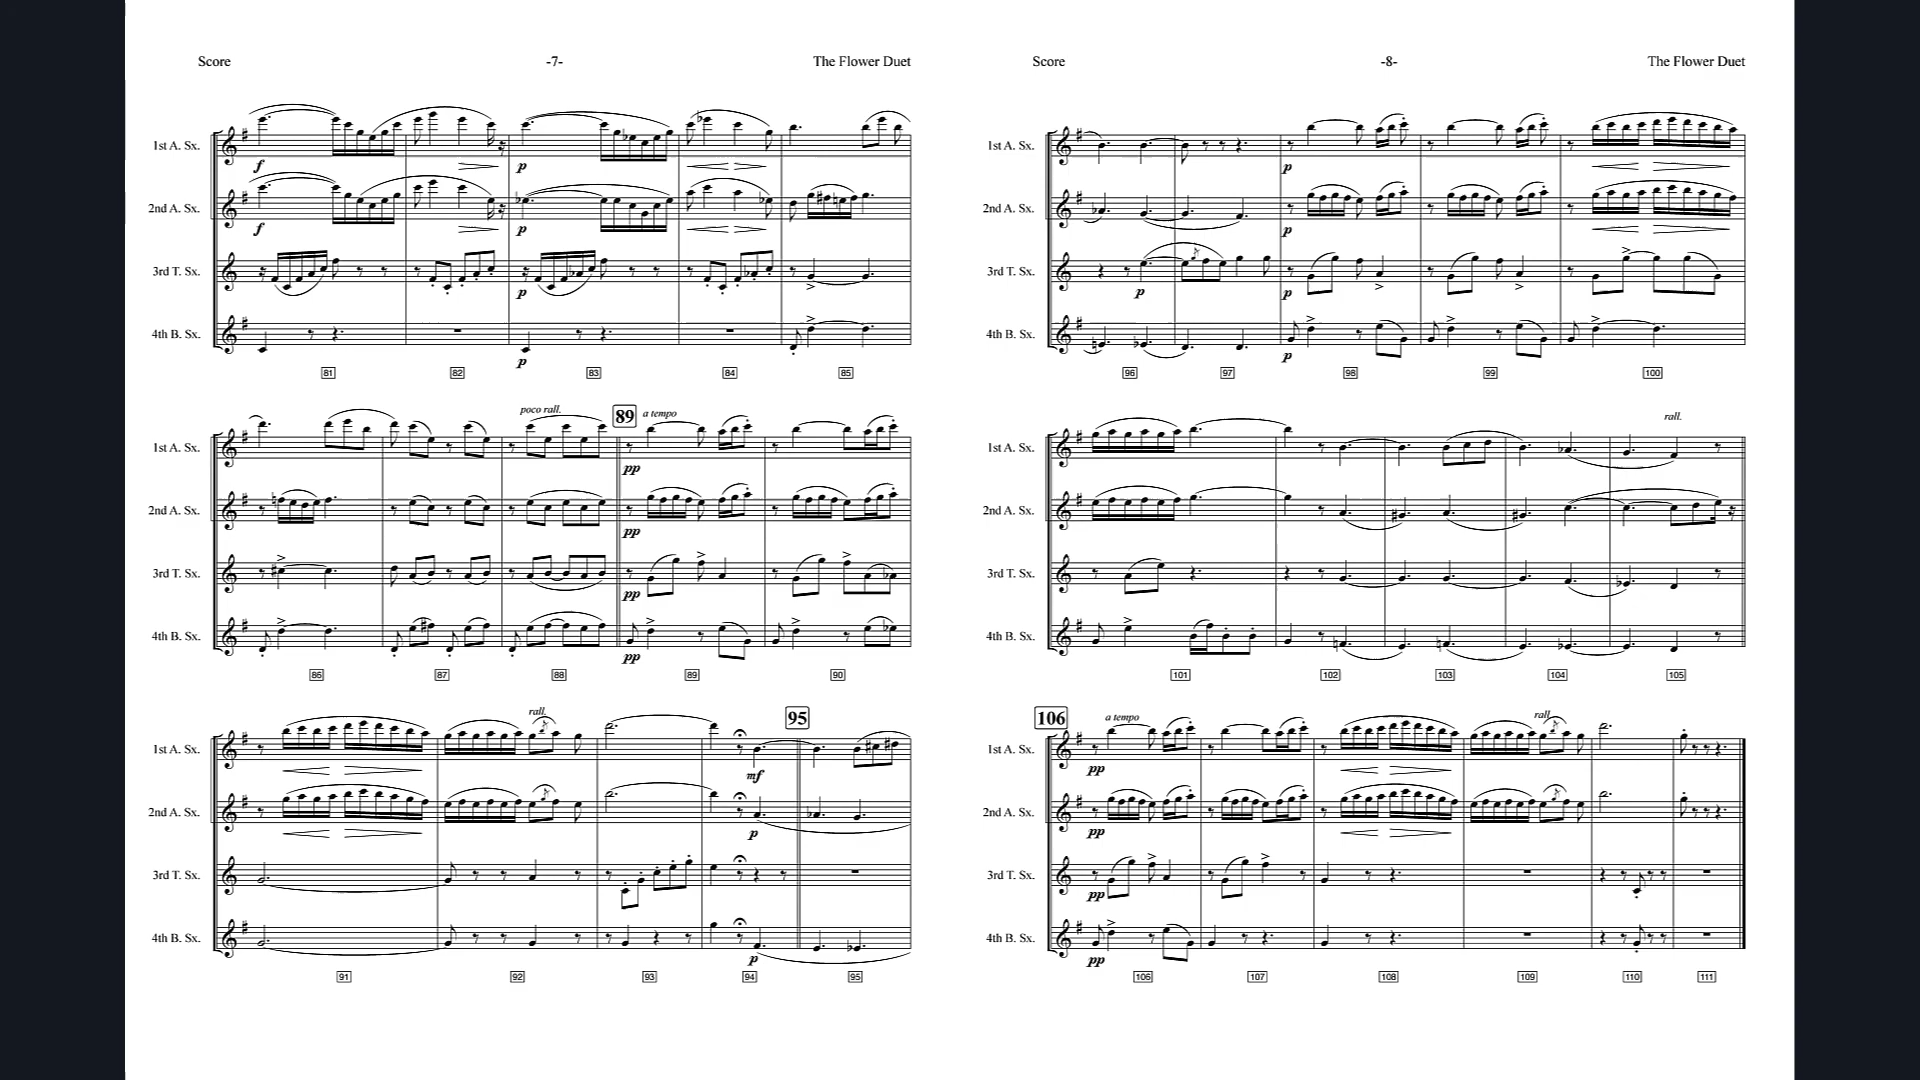 Score -7- The Flower Duet
1st A. Sx.
f p
2nd A. Sx.
f p
3rd T. Sx.
p
4th B. Sx.
p
81 82 83 84 85
poco rall. 89 a tempo
1st A. Sx.
pp
2nd A. Sx.
pp
3rd T. Sx.
pp
4th B. Sx.
pp
86 87 88 89 90
rall. 95
1st A. Sx.
mf
2nd A. Sx.
p
3rd T. Sx.
4th B. Sx.
p
91 92 93 94 95
Score -8- The Flower Duet
1st A. Sx.
p
2nd A. Sx.
p
3rd T. Sx.
p p
4th B. Sx.
p
96 97 98 99 100
rall.
1st A. Sx.
2nd A. Sx.
3rd T. Sx.
4th B. Sx.
101 102 103 104 105
106 a tempo rall.
1st A. Sx.
pp
2nd A. Sx.
pp
3rd T. Sx.
pp
4th B. Sx.
pp
106 107 108 109 110 111